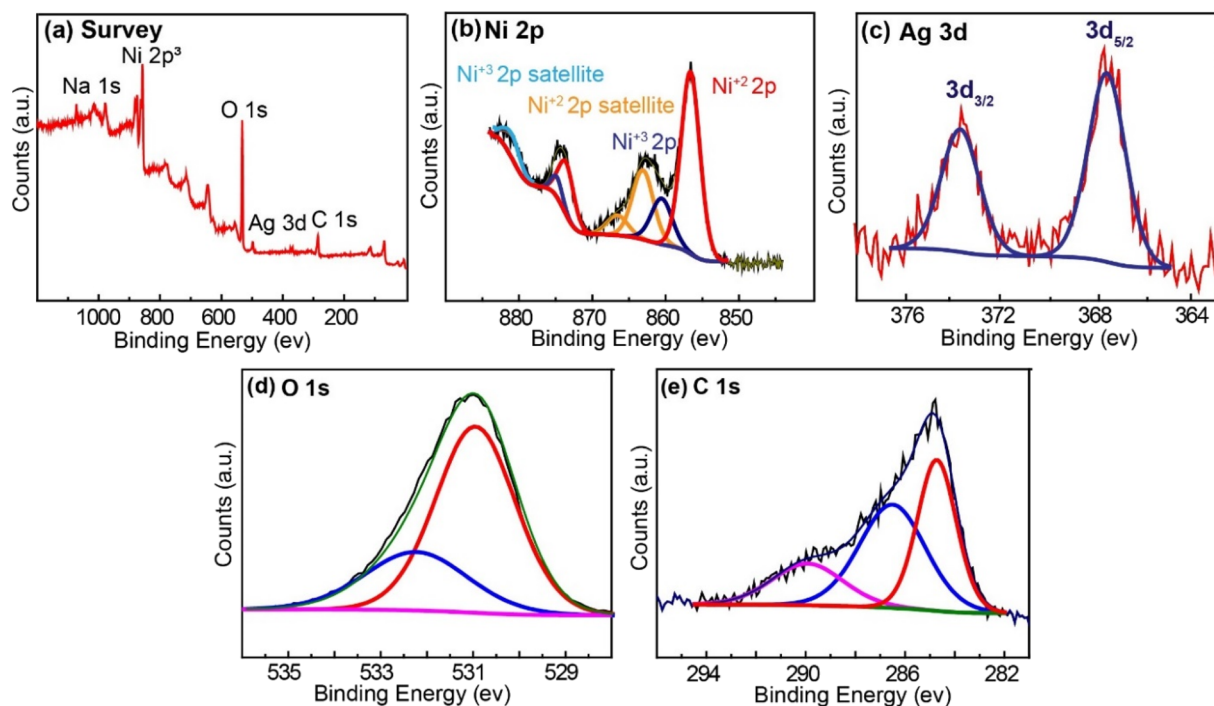 (a) Survey
Ni 2p³
Na 1s
O 1s
Ag 3d
C 1s
Counts (a.u.)
1000
800
600
400
200
Binding Energy (ev)
(b) Ni 2p
Ni⁺³ 2p satellite
Ni⁺² 2p
Ni⁺² 2p satellite
Ni⁺³ 2p
Counts (a.u.)
880
870
860
850
Binding Energy (ev)
(c) Ag 3d
3d₅/₂
3d₃/₂
Counts (a.u.)
376
372
368
364
Binding Energy (ev)
(d) O 1s
Counts (a.u.)
535
533
531
529
Binding Energy (ev)
(e) C 1s
Counts (a.u.)
294
290
286
282
Binding Energy (ev)